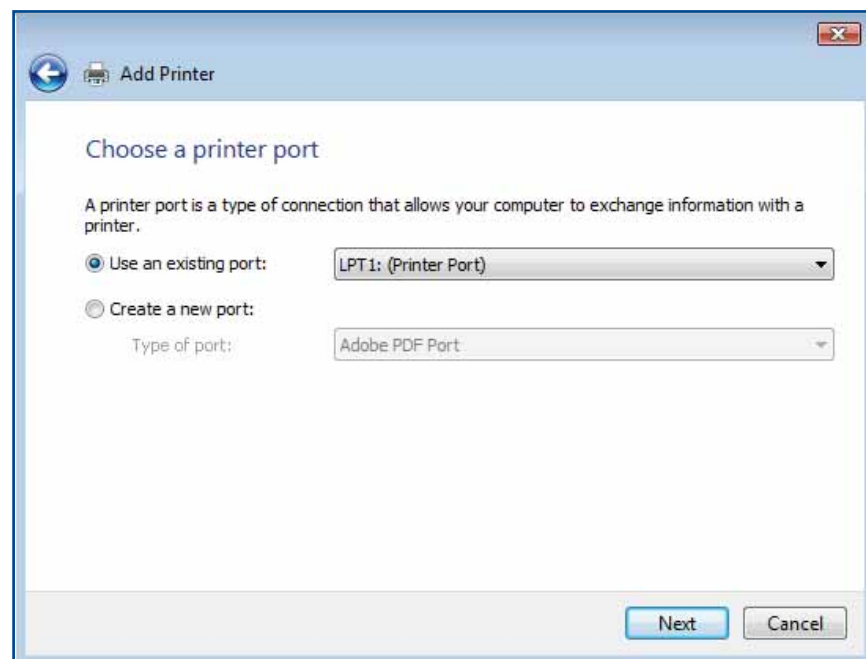 Add Printer
Choose a printer port
A printer port is a type of connection that allows your computer to exchange information with a
printer.
Use an existing port: LPT1: (Printer Port)
Create a new port:
Type of port: Adobe PDF Port
Next Cancel